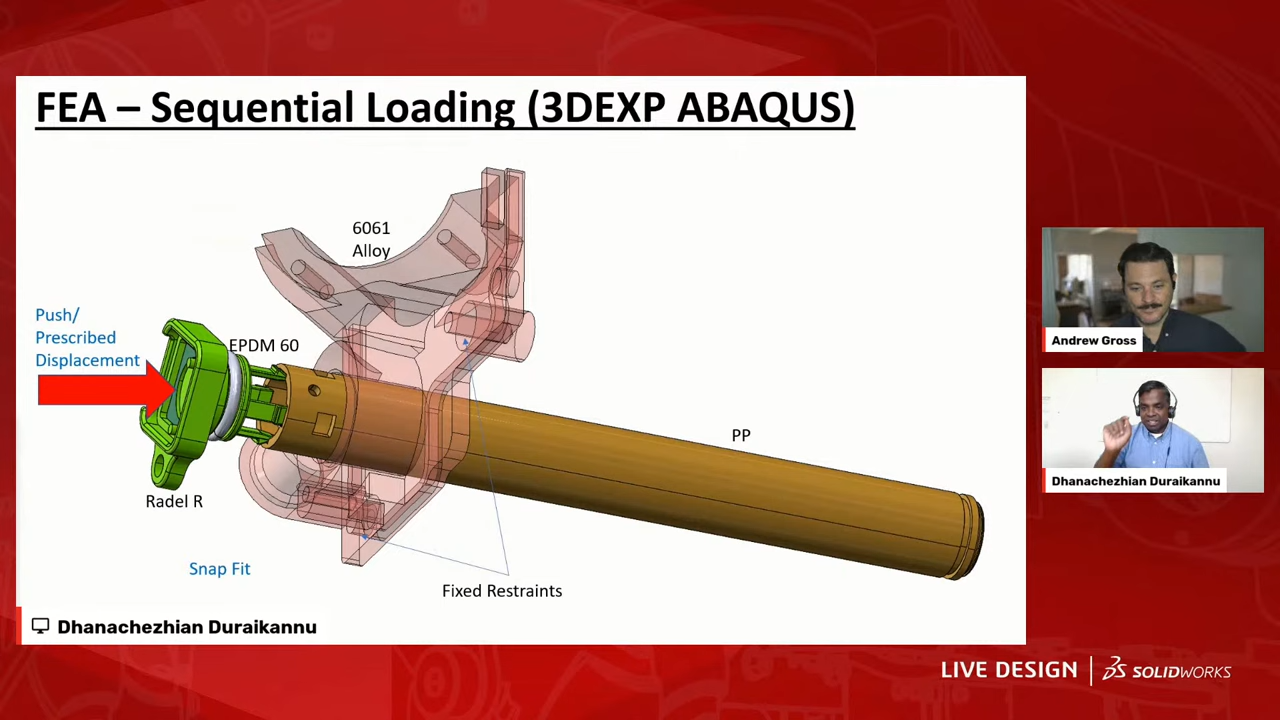 FEA – Sequential Loading (3DEXP ABAQUS)
6061
Alloy
Push/
Prescribed
Displacement
EPDM 60
PP
Radel R
Snap Fit
Fixed Restraints
Dhanachezhian Duraikannu
Andrew Gross
Dhanachezhian Duraikannu
LIVE DESIGN | SOLIDWORKS